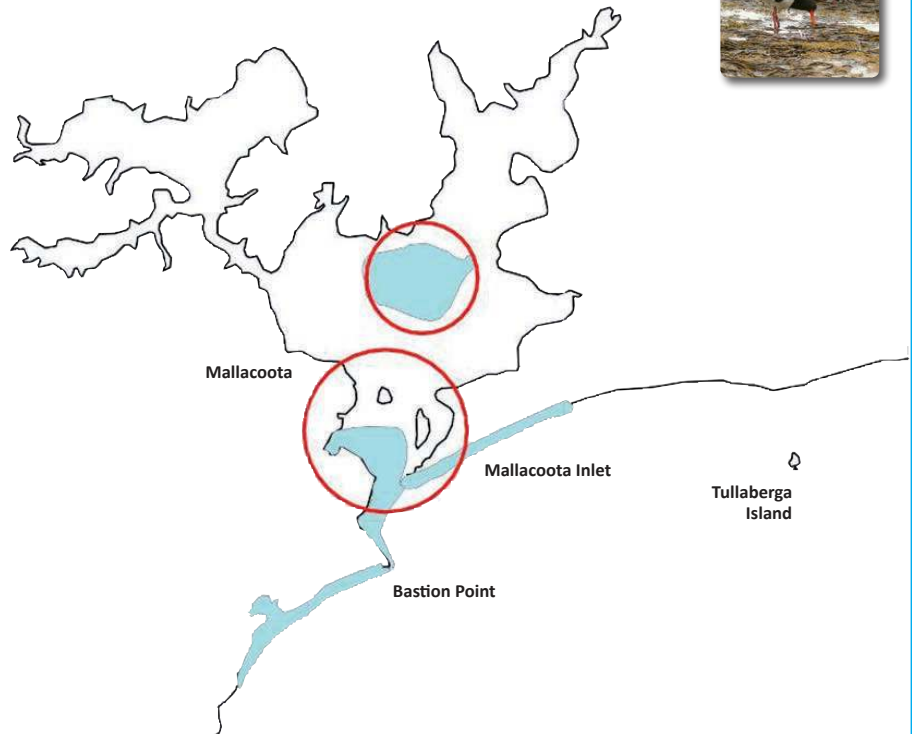 Mallacoota
Mallacoota Inlet
Tullaberga
Island
Bastion Point